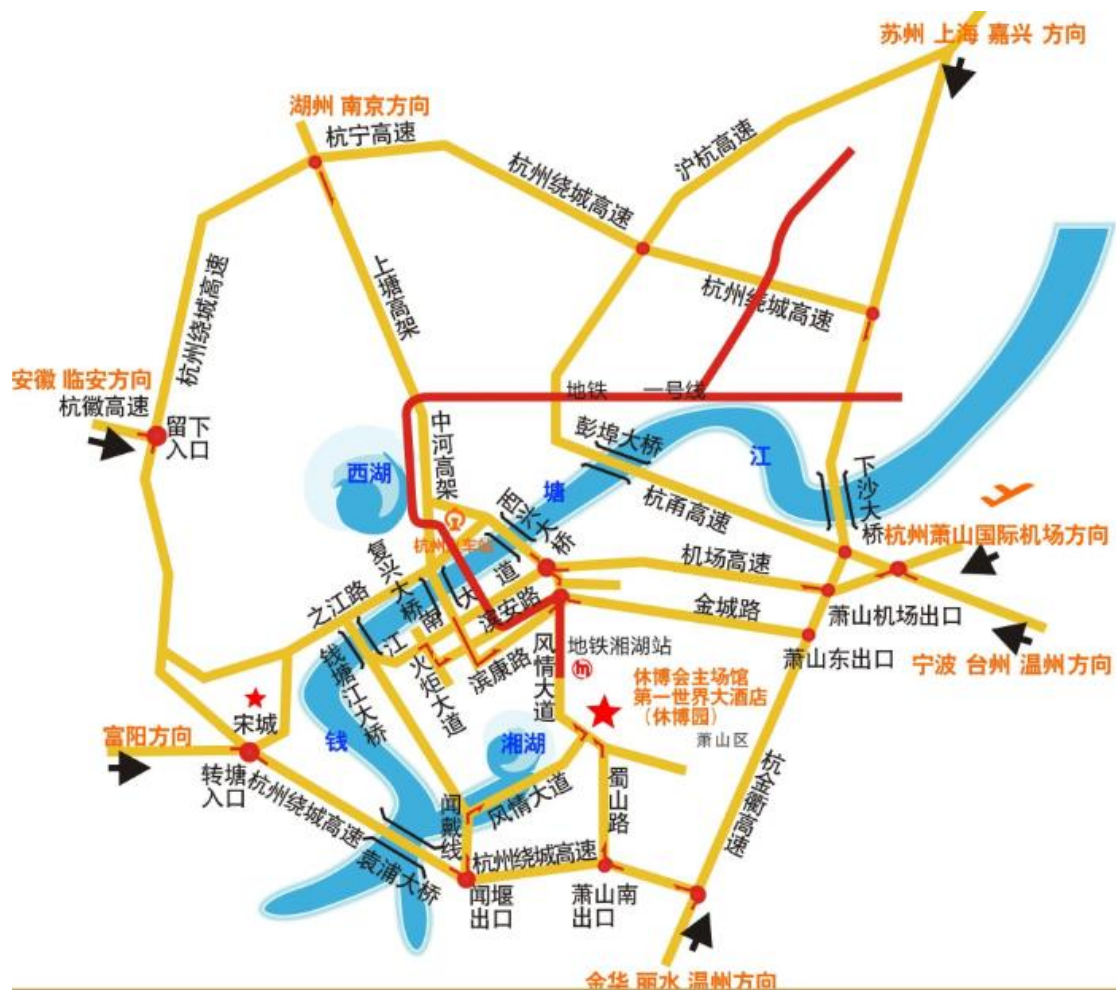 苏州 上海 嘉兴 方向
湖州 南京方向
杭宁高速
杭州绕城高速
沪杭高速
杭州绕城高速
杭州绕城高速
上塘高架
安徽 临安方向
杭徽高速
留下
入口
地铁 一号线
中河高架
彭埠大桥
西湖
江
塘
下沙大桥
杭甬高速
西兴大桥
复兴大桥
杭州萧山国际机场方向
机场高速
之江路
江南大道
滨安路
金城路
萧山机场出口
萧山东出口
宁波 台州 温州方向
钱塘江大桥
火炬大道
滨康路
风情大道
地铁湘湖站
休博会主场馆
第一世界大酒店
(休博园)
萧山区
宋城
富阳方向
钱
湘湖
转塘
入口
杭州绕城高速
袁浦大桥
闻戴线
风情大道
蜀山路
杭金衢高速
杭州绕城高速
闻堰
出口
萧山南
出口
金华 丽水 温州方向